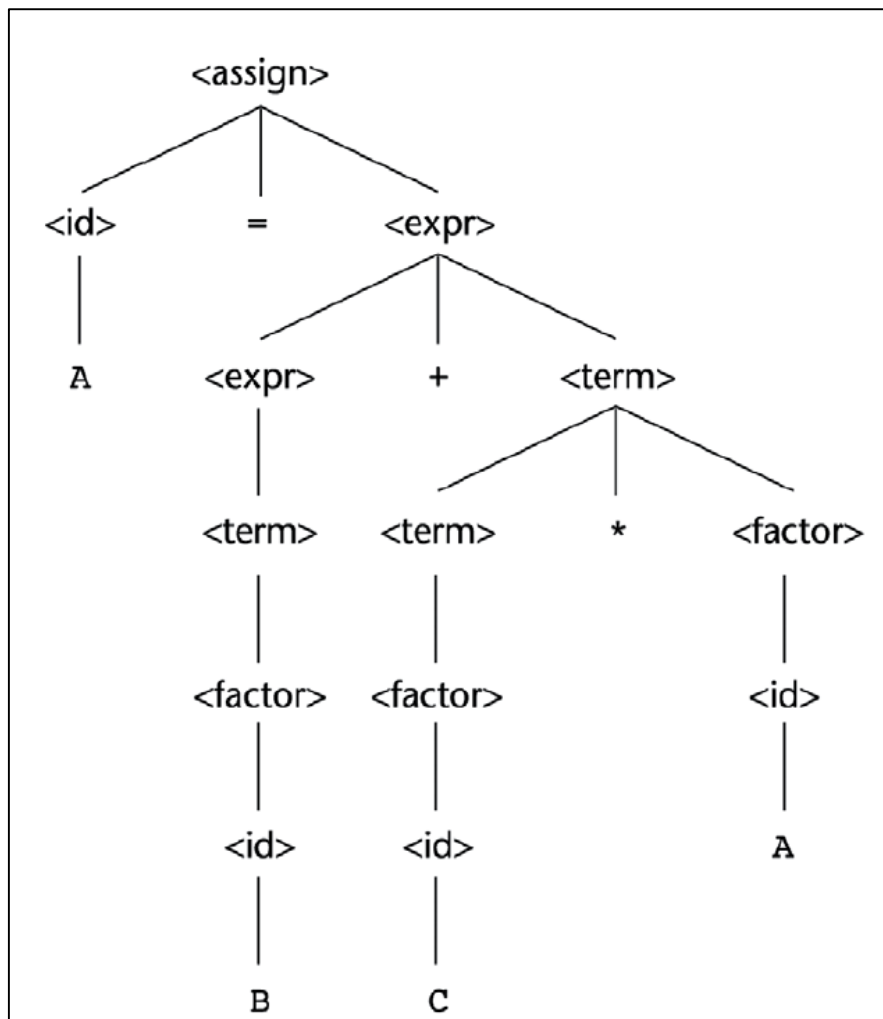 <assign>
<id> = <expr>
A <expr> + <term>
<term> <term> * <factor>
<factor> <factor> <id>
<id> <id> A
B C